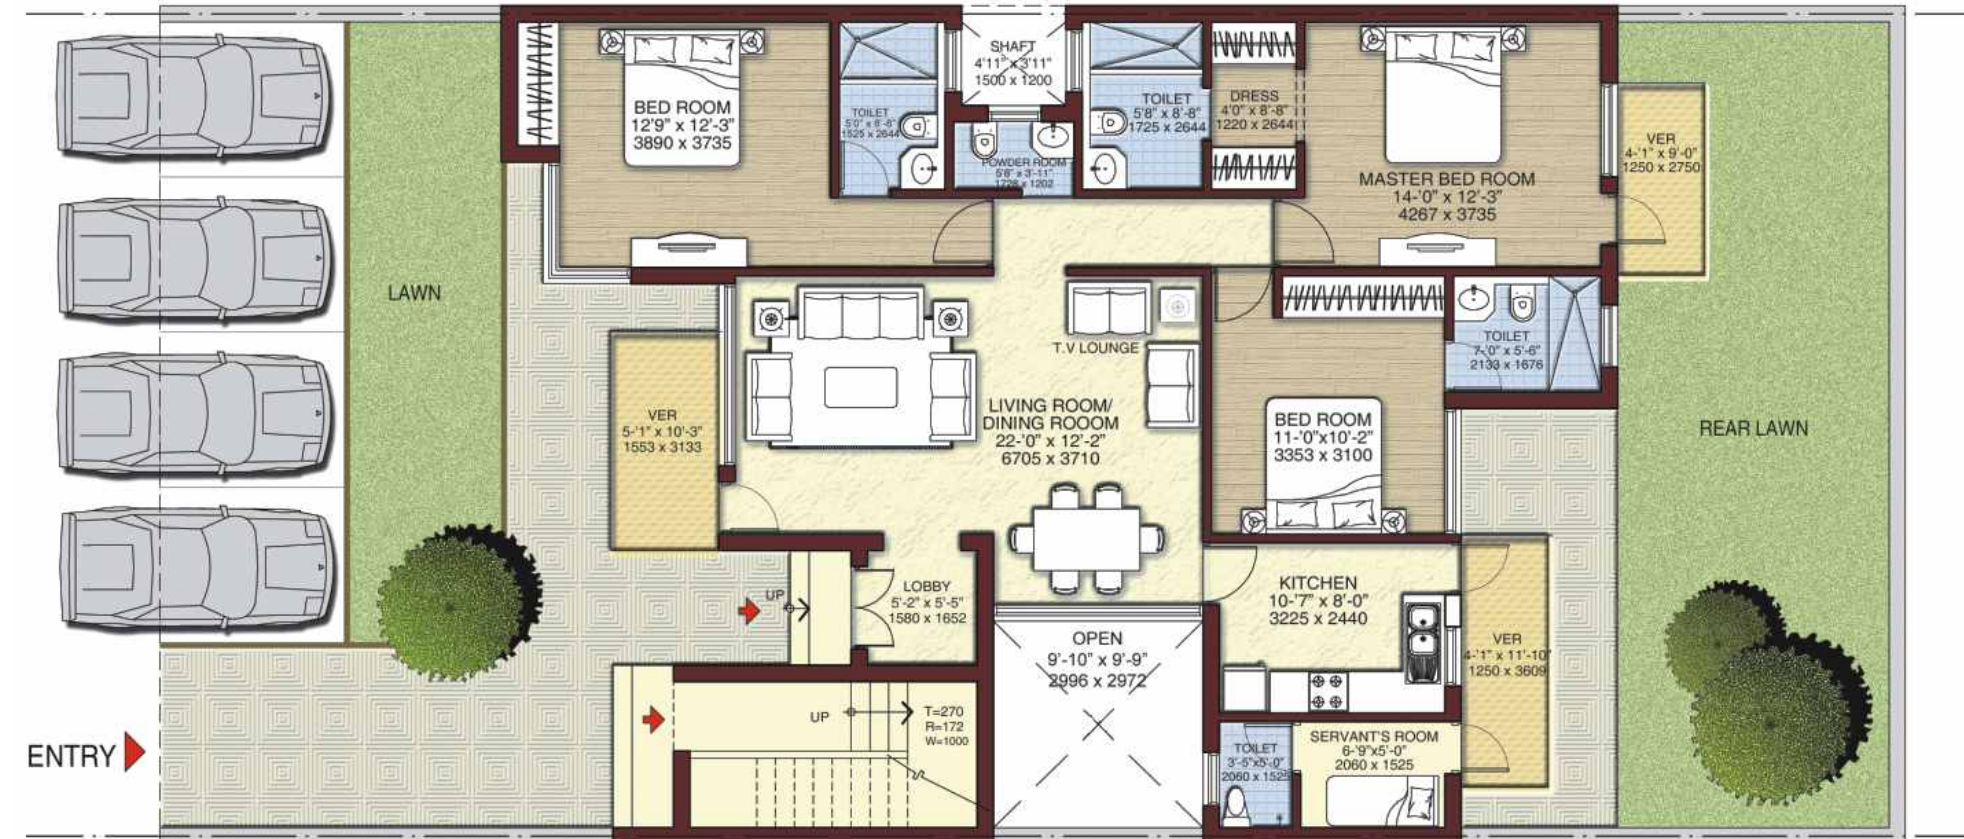 BED ROOM
12'9" x 12'-3"
3890 x 3735
TOILET
5'0" x 8'-8"
1525 x 2644
SHAFT
4'11" x 3'11"
1500 x 1200
POWDER ROOM
5'8" x 3'-11"
1728 x 1202
TOILET
5'8" x 8'-8"
1725 x 2644
DRESS
4'0" x 8'-8"
1220 x 2644
MASTER BED ROOM
14-'0" x 12'-3"
4267 x 3735
VER
4-'1" x 9'-0"
1250 x 2750
LAWN
T.V LOUNGE
TOILET
7-'0" x 5'-6"
2133 x 1676
VER
5-'1" x 10'-3"
1553 x 3133
LIVING ROOM/
DINING ROOOM
22-'0" x 12'-2"
6705 x 3710
BED ROOM
11-'0"x10'-2"
3353 x 3100
REAR LAWN
UP
LOBBY
5'-2" x 5'-5"
1580 x 1652
KITCHEN
10-'7" x 8'-0"
3225 x 2440
OPEN
9'-10" x 9'-9"
2996 x 2972
VER
4-'1" x 11'-10"
1250 x 3609
UP
T=270
R=172
W=1000
ENTRY
TOILET
3'-5"x5'-0"
2060 x 1525
SERVANT'S ROOM
6-'9"x5'-0"
2060 x 1525